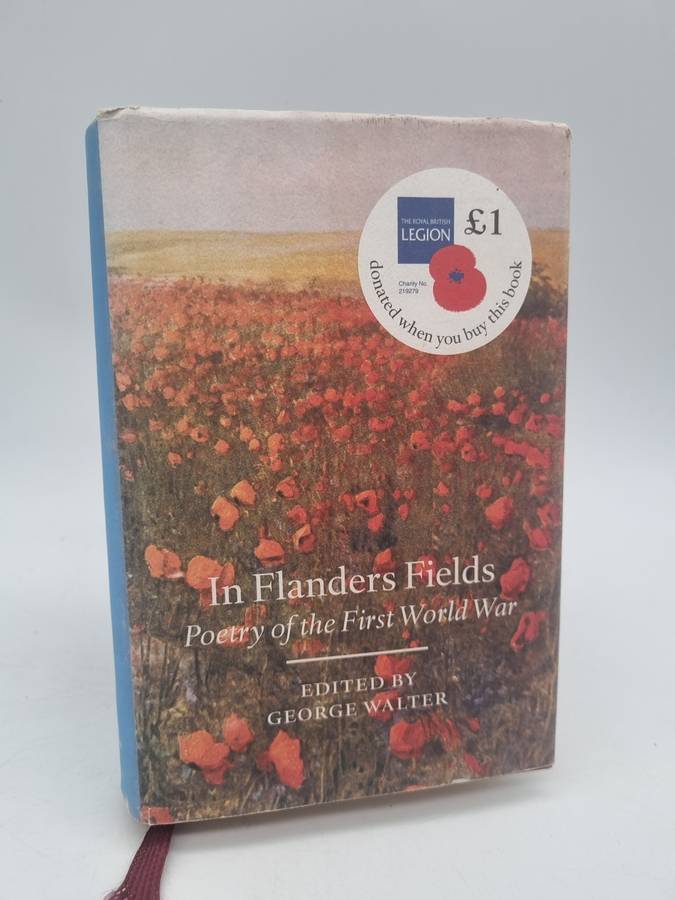 THE ROYAL BRITISH
LEGION
£1
Charity No.
219279
donated when you buy this book
In Flanders Fields
Poetry of the First World War
EDITED BY
GEORGE WALTER